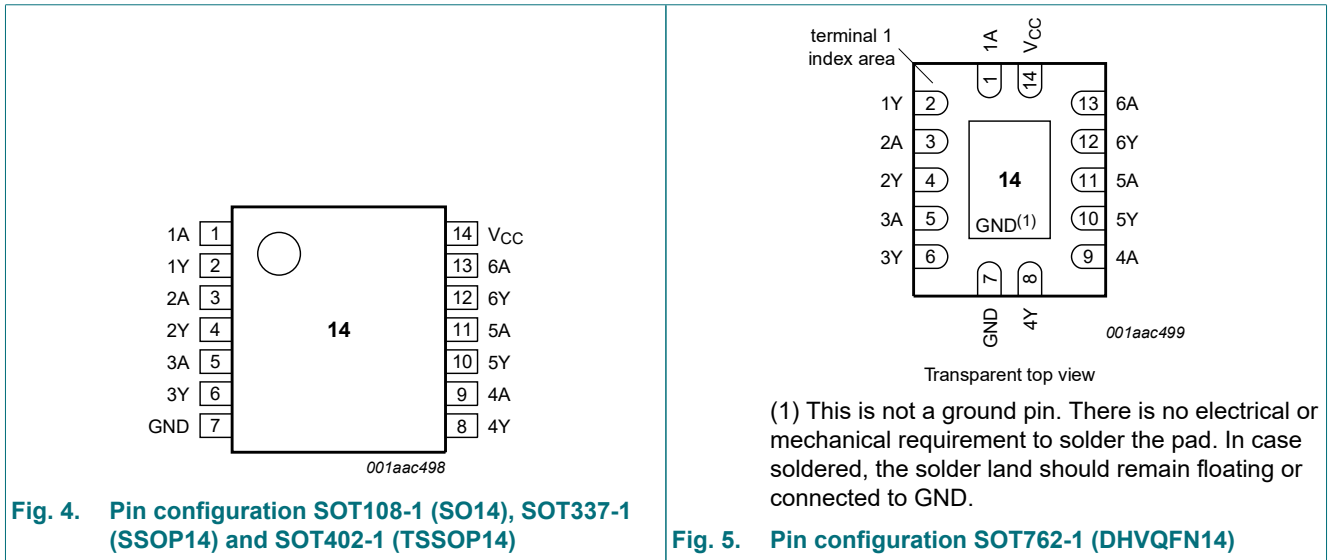 1A 1
1Y 2
2A 3
2Y 4
3A 5
3Y 6
GND 7
14
14 VCC
13 6A
12 6Y
11 5A
10 5Y
9 4A
8 4Y
001aac498
Fig. 4. Pin configuration SOT108-1 (SO14), SOT337-1
(SSOP14) and SOT402-1 (TSSOP14)
terminal 1
index area
1A
VCC
1
14
1Y 2
2A 3
2Y 4
3A 5
3Y 6
14
GND(1)
13 6A
12 6Y
11 5A
10 5Y
9 4A
7
8
GND
4Y
001aac499
Transparent top view
(1) This is not a ground pin. There is no electrical or
mechanical requirement to solder the pad. In case
soldered, the solder land should remain floating or
connected to GND.
Fig. 5. Pin configuration SOT762-1 (DHVQFN14)